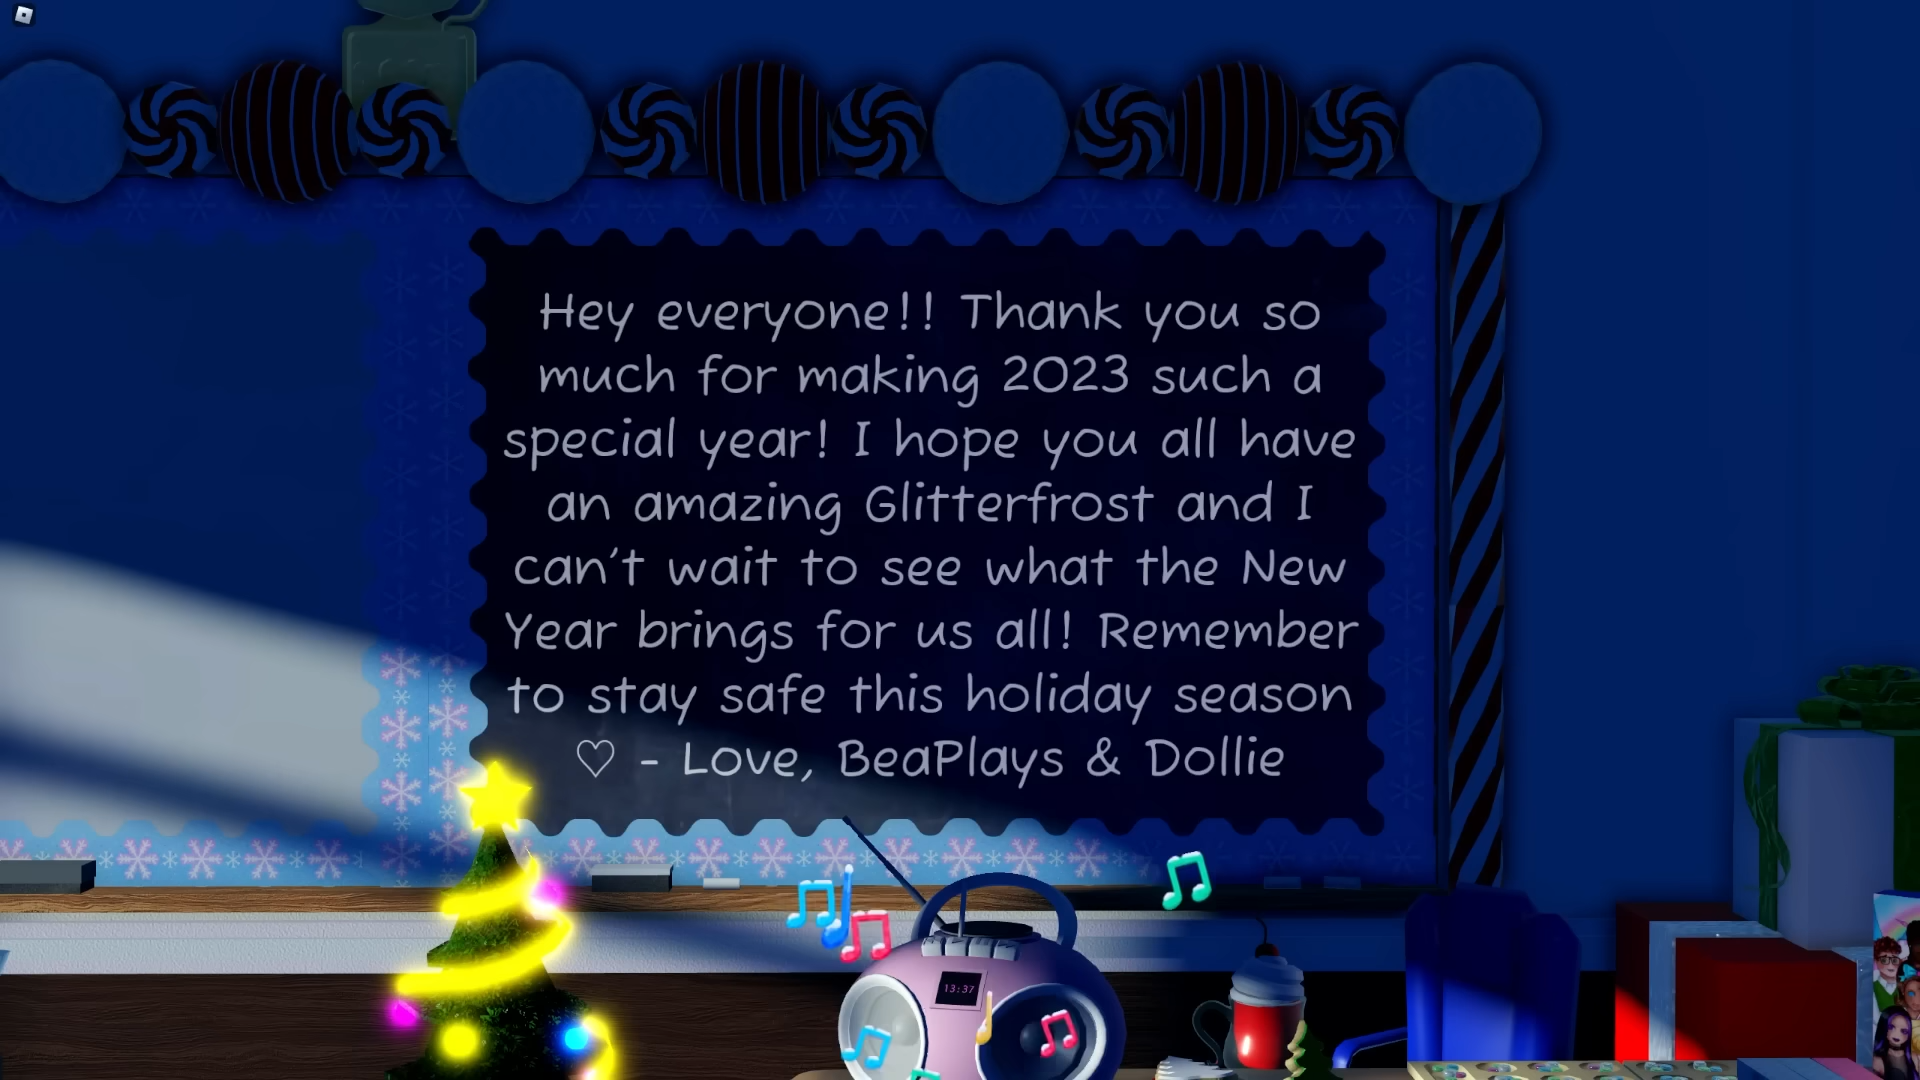 Hey everyone!! Thank you so
much for making 2023 such a
special year! I hope you all have
an amazing Glitterfrost and I
can't wait to see what the New
Year brings for us all! Remember
to stay safe this holiday season
♡ - Love, BeaPlays & Dollie
13:37